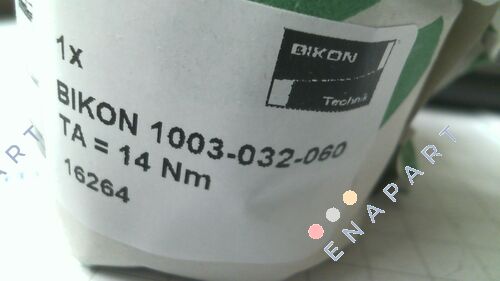 1x
BIKON
Technik
BIKON 1003-032-060
TA = 14 Nm
16264
ENAPART